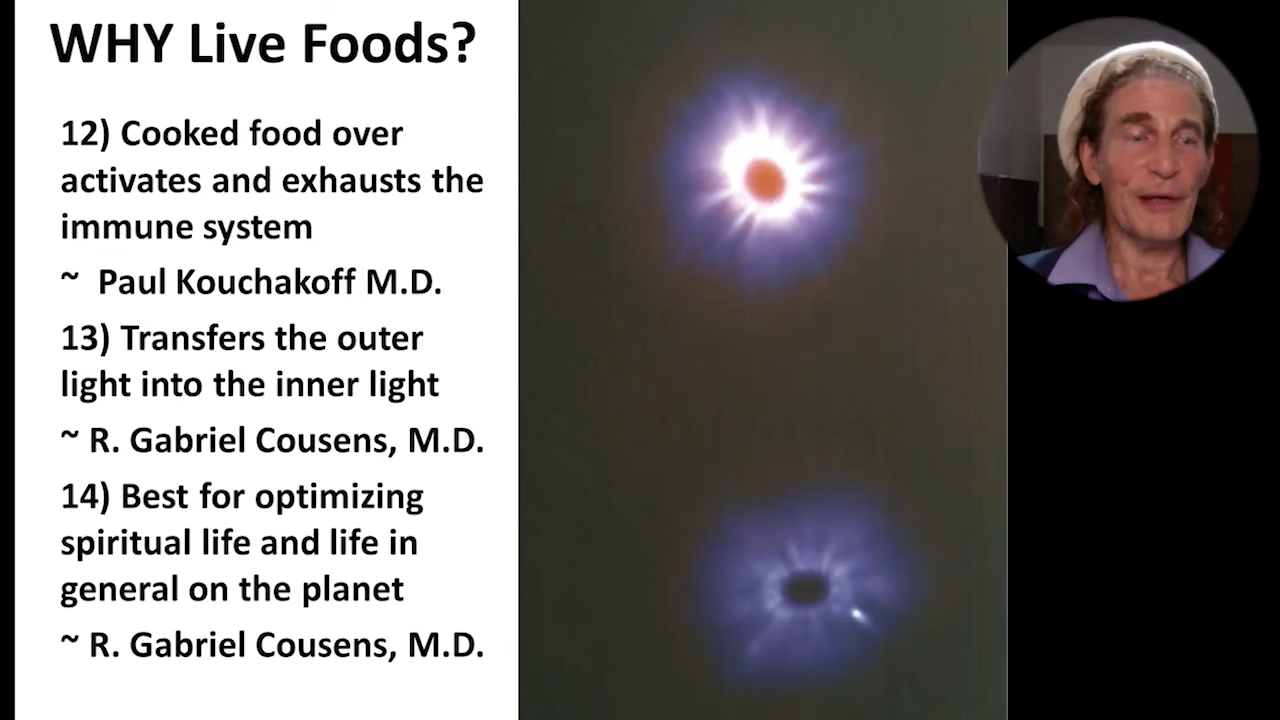 WHY Live Foods?
12) Cooked food over
activates and exhausts the
immune system
~ Paul Kouchakoff M.D.
13) Transfers the outer
light into the inner light
~ R. Gabriel Cousens, M.D.
14) Best for optimizing
spiritual life and life in
general on the planet
~ R. Gabriel Cousens, M.D.